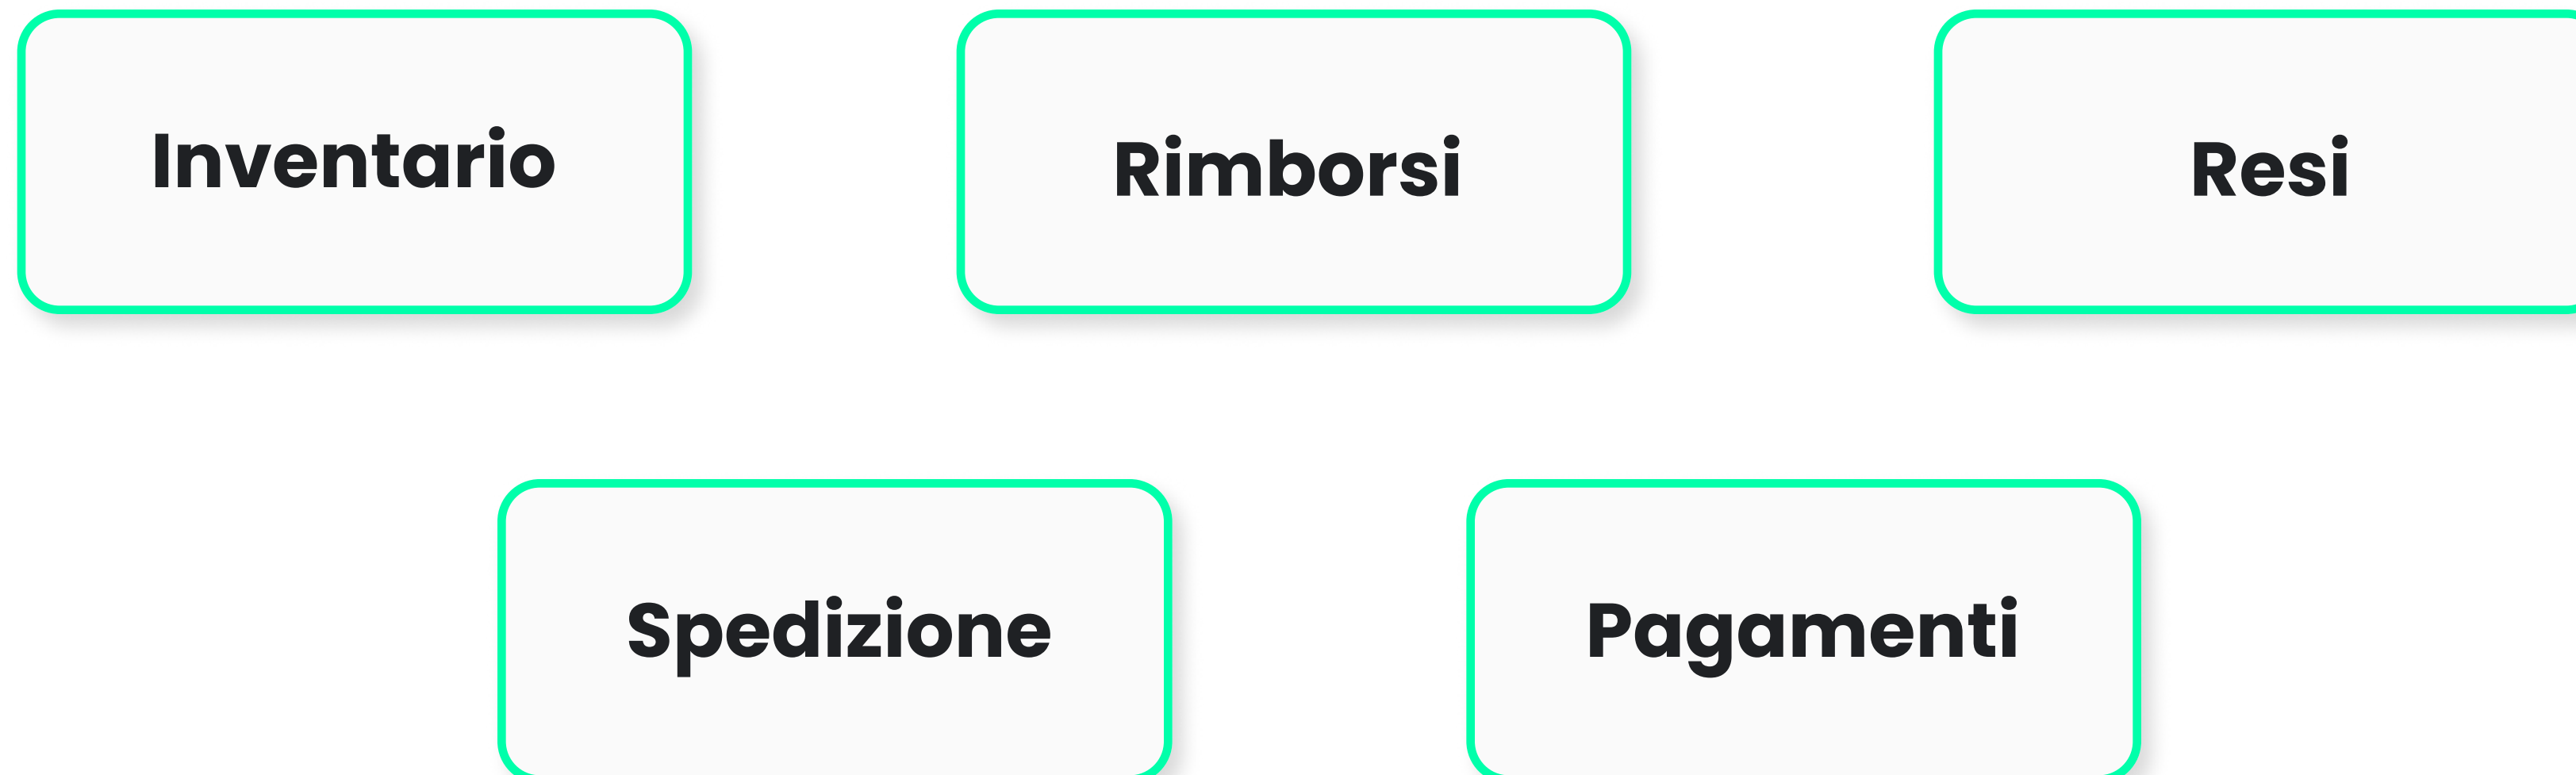 Inventario
Rimborsi
Resi
Spedizione
Pagamenti